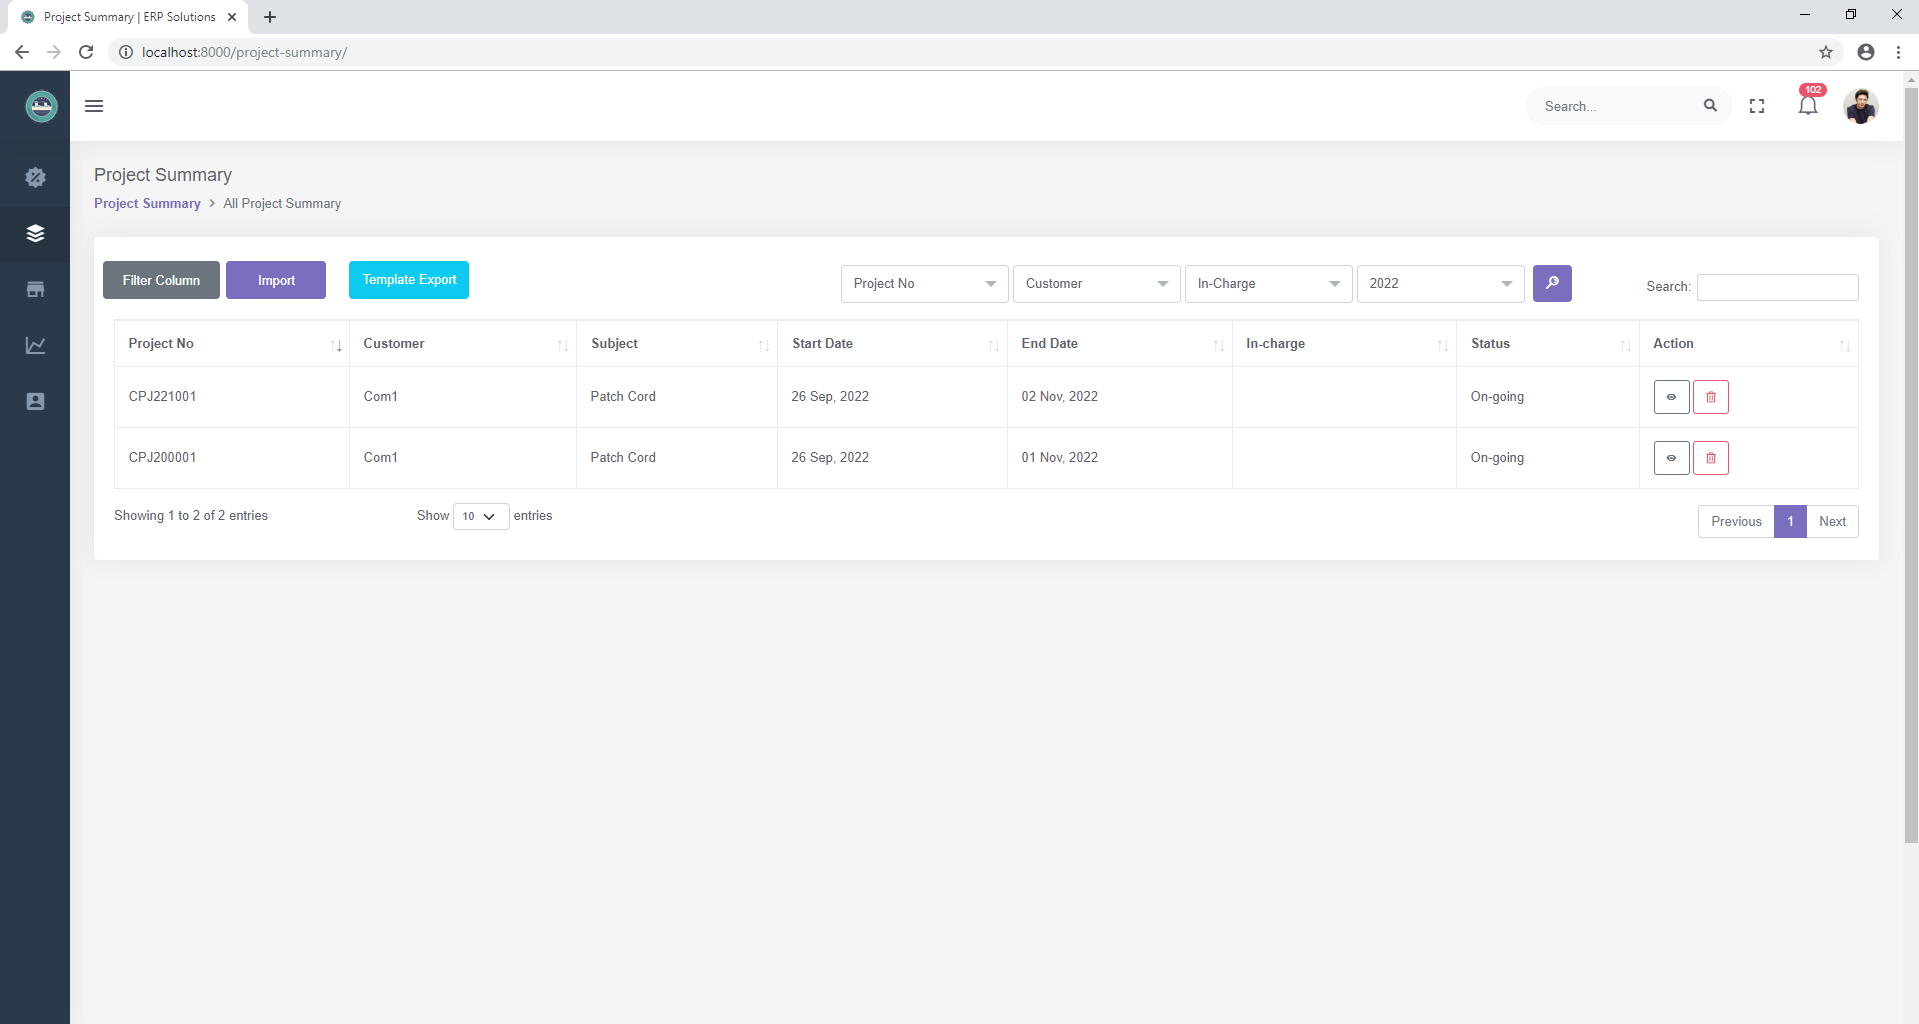 Project Summary | ERP Solutions
localhost:8000/project-summary/
Search...
102
Project Summary
Project Summary > All Project Summary
Filter Column Import Template Export Project No Customer In-Charge 2022 Search:
Project No Customer Subject Start Date End Date In-charge Status Action
CPJ221001 Com1 Patch Cord 26 Sep, 2022 02 Nov, 2022 On-going
CPJ200001 Com1 Patch Cord 26 Sep, 2022 01 Nov, 2022 On-going
Showing 1 to 2 of 2 entries Show 10 entries Previous 1 Next